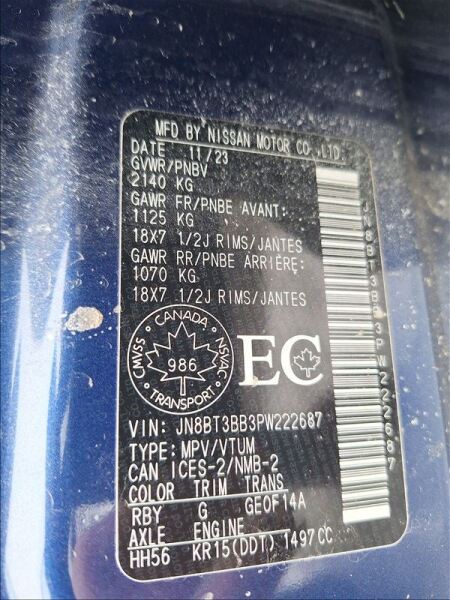 MFD BY NISSAN MOTOR CO.,LTD.
DATE 11/23
GVWR/PNBV
2140 KG
GAWR FR/PNBE AVANT:
1125 KG
18X7 1/2J RIMS/JANTES
GAWR RR/PNBE ARRIÈRE:
1070 KG
18X7 1/2J RIMS/JANTES
CANADA
CMVSS
NSVAC
986
TRANSPORT
EC
VIN: JN8BT3BB3PW222687
TYPE: MPV/VTUM
CAN ICES-2/NMB-2
COLOR TRIM TRANS
RBY G GE0F14A
AXLE ENGINE
HH56 KR15(DDT) 1497CC
JN8BT3BB3PW222687